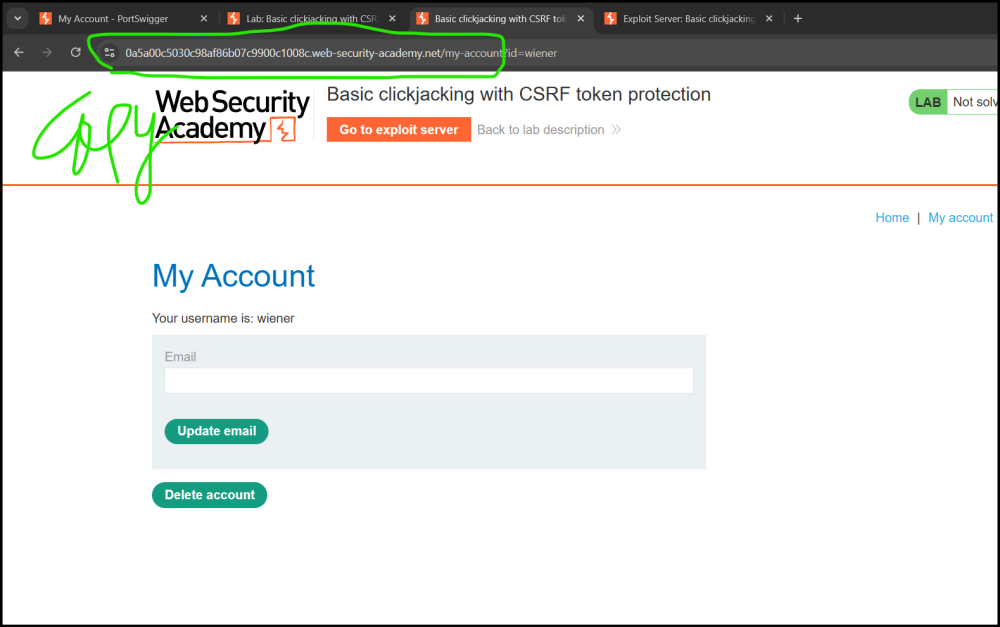 My Account - PortSwigger
Lab: Basic clickjacking with CSR
Basic clickjacking with CSRF tok
Exploit Server: Basic clickjacking
0a5a00c5030c98af86b07c9900c1008c.web-security-academy.net/my-account?id=wiener
Copy
Web Security
Academy
Basic clickjacking with CSRF token protection
Go to exploit server
Back to lab description
LAB
Not solv
Home | My account
My Account
Your username is: wiener
Email
Update email
Delete account